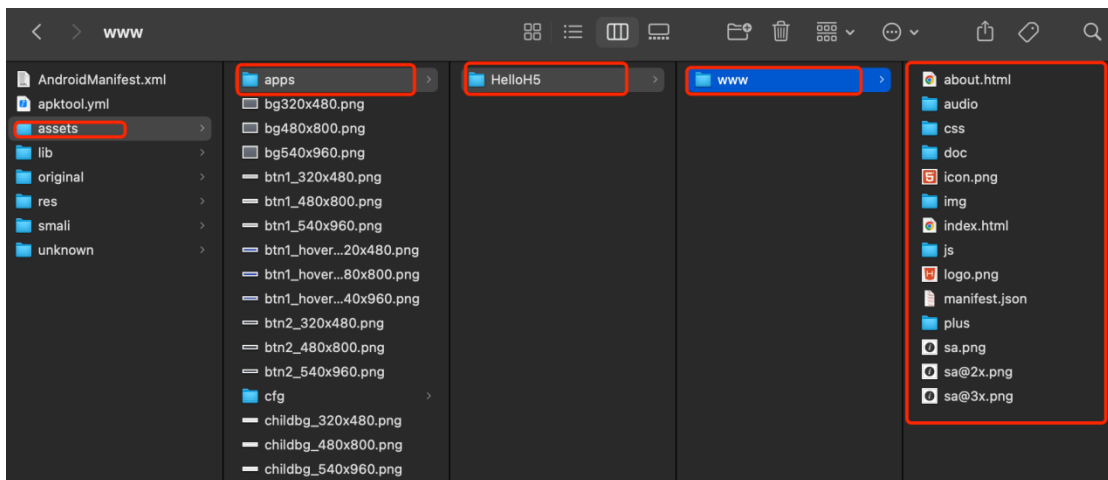 www
AndroidManifest.xml
apktool.yml
assets
lib
original
res
smali
unknown
apps
bg320x480.png
bg480x800.png
bg540x960.png
btn1_320x480.png
btn1_480x800.png
btn1_540x960.png
btn1_hover...20x480.png
btn1_hover...80x800.png
btn1_hover...40x960.png
btn2_320x480.png
btn2_480x800.png
btn2_540x960.png
cfg
childbg_320x480.png
childbg_480x800.png
childbg_540x960.png
HelloH5
www
about.html
audio
css
doc
icon.png
img
index.html
js
logo.png
manifest.json
plus
sa.png
sa@2x.png
sa@3x.png